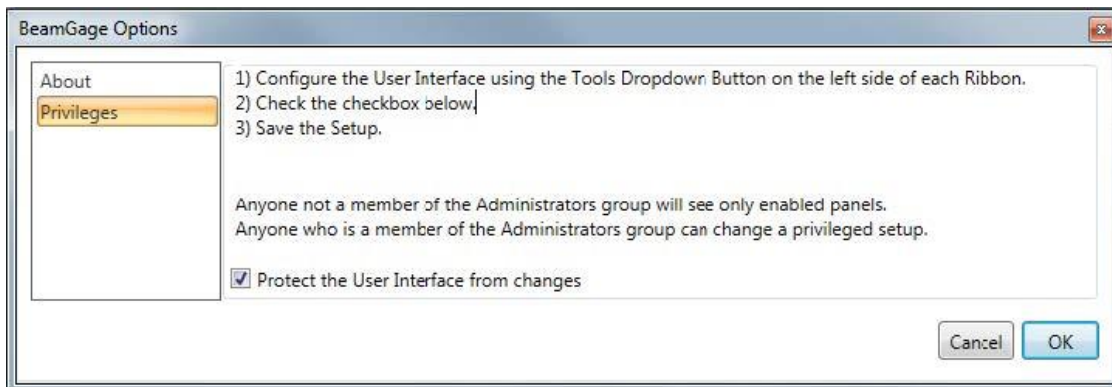 BeamGage Options
About
Privileges
1) Configure the User Interface using the Tools Dropdown Button on the left side of each Ribbon.
2) Check the checkbox below.
3) Save the Setup.
Anyone not a member of the Administrators group will see only enabled panels.
Anyone who is a member of the Administrators group can change a privileged setup.
Protect the User Interface from changes
Cancel OK